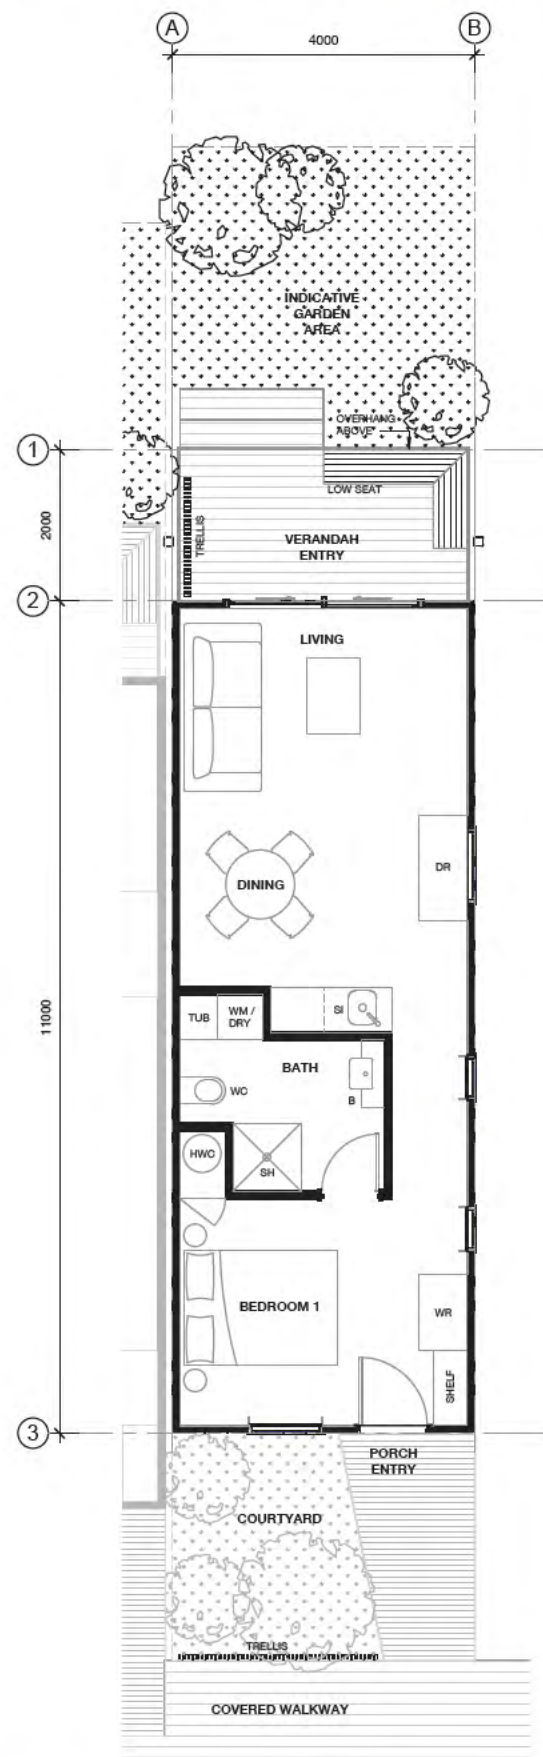 A
B
4000
INDICATIVE
GARDEN
AREA
OVERHANG
ABOVE
1
LOW SEAT
2000
TRELLIS
VERANDAH
ENTRY
2
LIVING
DR
DINING
11000
TUB
WM /
DRY
SI
BATH
WC
B
HWC
SH
BEDROOM 1
WR
SHELF
3
PORCH
ENTRY
COURTYARD
TRELLIS
COVERED WALKWAY